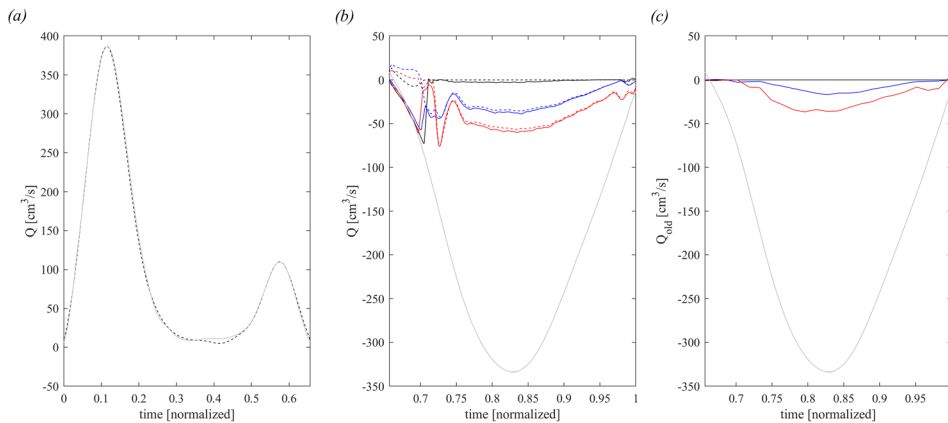 (a)
400
350
300
250
200
150
100
50
0
-50
Q [cm³/s]
0 0.1 0.2 0.3 0.4 0.5 0.6
time [normalized]
(b)
50
0
-50
-100
-150
-200
-250
-300
-350
Q [cm³/s]
0.7 0.75 0.8 0.85 0.9 0.95 1
time [normalized]
(c)
50
0
-50
-100
-150
-200
-250
-300
-350
Q_old [cm³/s]
0.7 0.75 0.8 0.85 0.9 0.95
time [normalized]